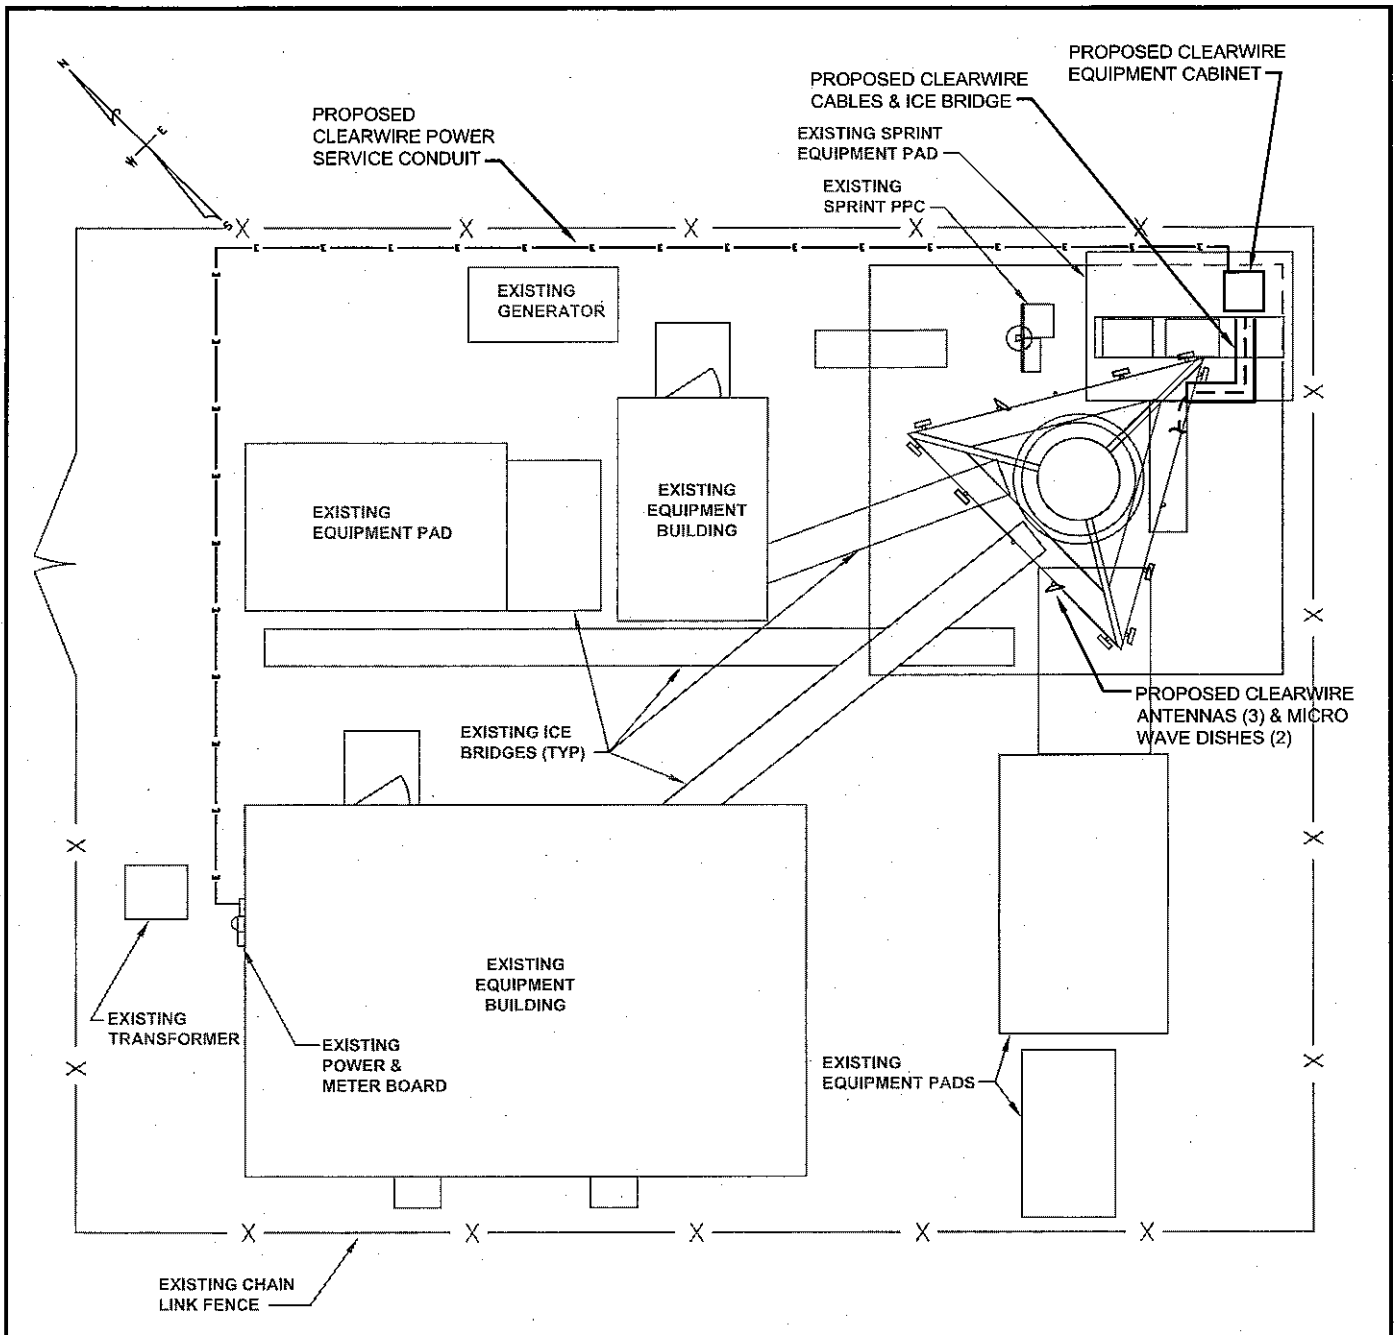 PROPOSED CLEARWIRE
EQUIPMENT CABINET
PROPOSED CLEARWIRE
CABLES & ICE BRIDGE
PROPOSED
CLEARWIRE POWER
SERVICE CONDUIT
EXISTING SPRINT
EQUIPMENT PAD
EXISTING
SPRINT PPC
N
E
W
S
EXISTING
GENERATOR
EXISTING
EQUIPMENT
BUILDING
EXISTING
EQUIPMENT PAD
PROPOSED CLEARWIRE
ANTENNAS (3) & MICRO
WAVE DISHES (2)
EXISTING ICE
BRIDGES (TYP)
EXISTING
EQUIPMENT
BUILDING
EXISTING
TRANSFORMER
EXISTING
POWER &
METER BOARD
EXISTING
EQUIPMENT PADS
EXISTING CHAIN
LINK FENCE